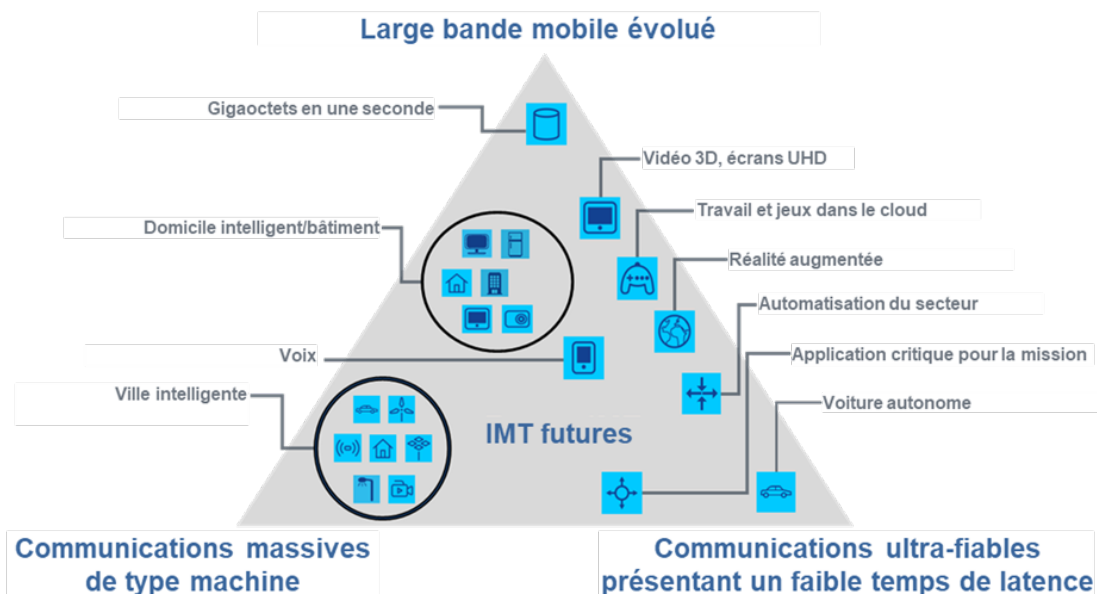 Large bande mobile évolué
Gigaoctets en une seconde
Vidéo 3D, écrans UHD
Domicile intelligent/bâtiment
Travail et jeux dans le cloud
Réalité augmentée
Automatisation du secteur
Voix
Application critique pour la mission
Ville intelligente
Voiture autonome
IMT futures
Communications massives
de type machine
Communications ultra-fiables
présentant un faible temps de latence